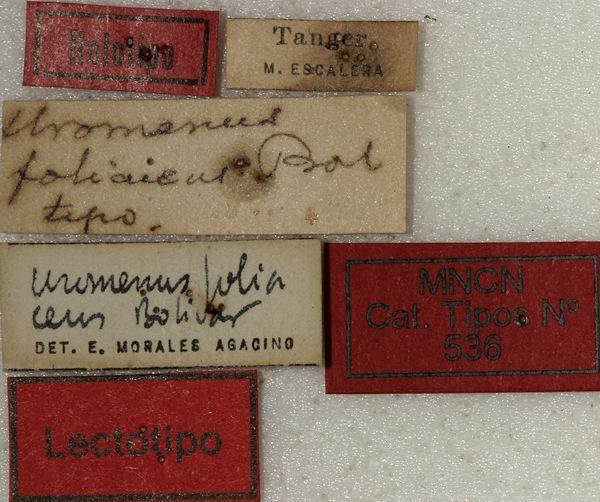 Holotipo
Tanger
M. ESCALERA
Uromenus
foliaceus Bol
tipo.
Uromenus folia
ceus Bolivar
DET. E. MORALES AGACINO
MNCN
Cat. Tipos Nº
536
Lectotipo